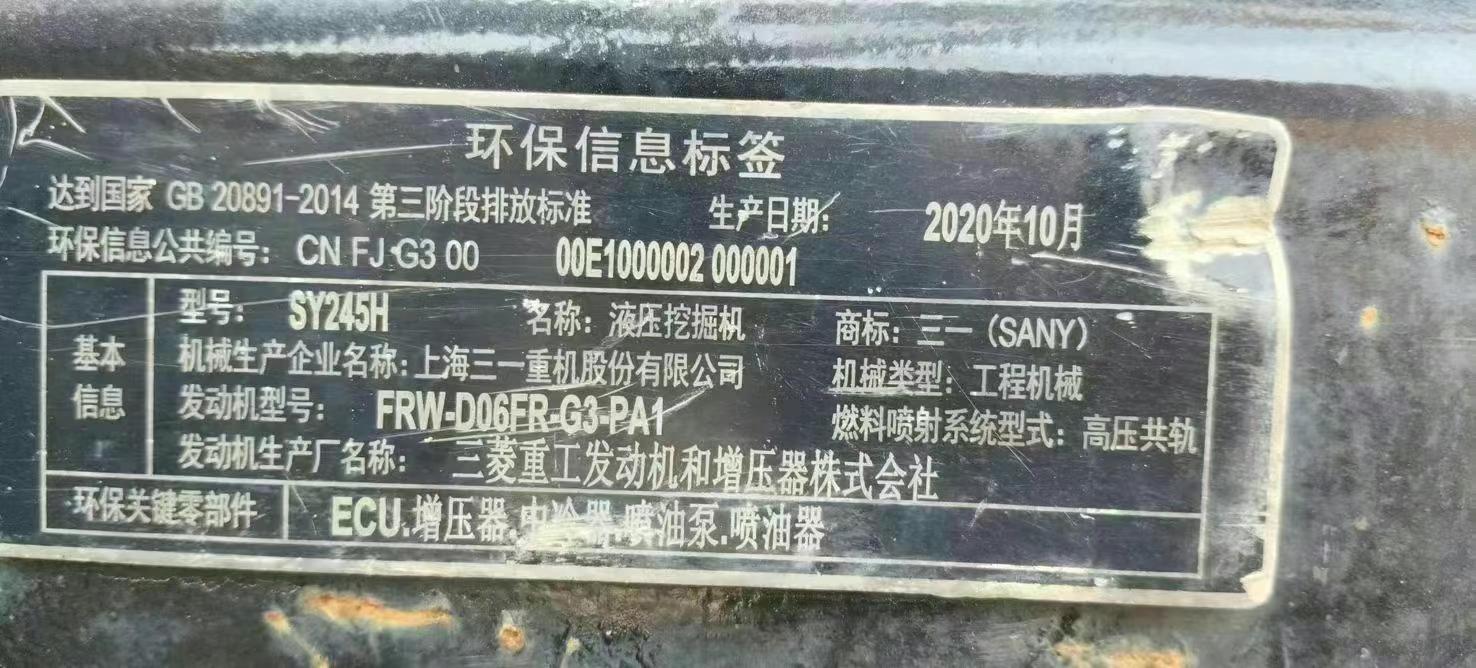 环保信息标签
达到国家 GB 20891-2014 第三阶段排放标准 生产日期: 2020年10月
环保信息公共编号: CN FJ G3 00 00E1000002 000001
基本信息
型号: SY245H 名称: 液压挖掘机 商标: 三一(SANY)
机械生产企业名称: 上海三一重机股份有限公司 机械类型: 工程机械
发动机型号: FRW-D06FR-G3-PA1 燃料喷射系统型式: 高压共轨
发动机生产厂名称: 三菱重工发动机和增压器株式会社
环保关键零部件 ECU.增压器.中冷器.喷油泵.喷油器